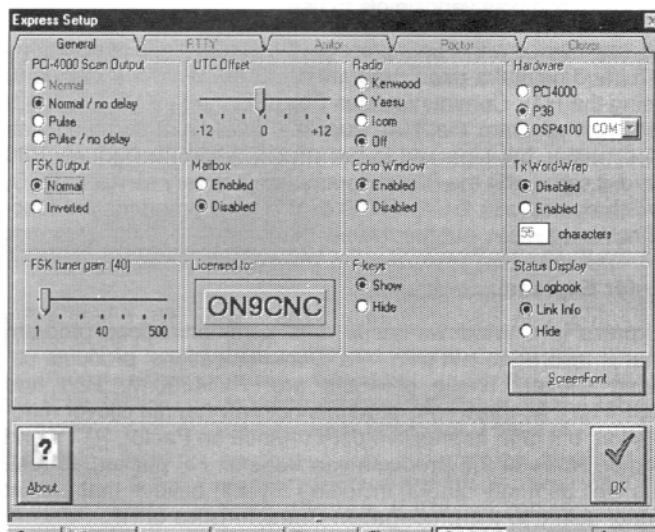 Express Setup
General RTTY Amtor Pactor Clover
PCI-4000 Scan Output
Normal
Normal / no delay
Pulse
Pulse / no delay
UTC Offset
-12 0 +12
Radio
Kenwood
Yaesu
Icom
Off
Hardware
PCI4000
P38
DSP4100 COM
FSK Output
Normal
Inverted
Mailbox
Enabled
Disabled
Echo Window
Enabled
Disabled
Tx Word-Wrap
Disabled
Enabled
55 characters
FSK tuner gain [40]
1 40 500
Licensed to:
ON9CNC
F-keys
Show
Hide
Status Display
Logbook
Link Info
Hide
ScreenFont
?
About
OK